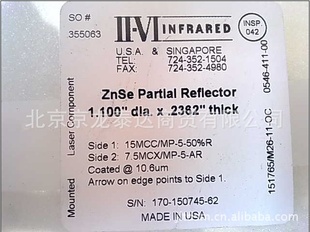 SO #
355063
II-VI INFRARED
INSP.
042
U.S.A. & SINGAPORE
TEL: 724-352-1504
FAX: 724-352-4980
ZnSe Partial Reflector
1.100" dia. x .2362" thick
北京京龙泰达商贸有限公司
Side 1: 15MCC/MP-5-50%R
Side 2: 7.5MCX/MP-5-AR
Coated @ 10.6um
Arrow on edge points to Side 1.
S/N: 170-150745-62
MADE IN USA
Mounted Laser Component
0546-411-00
151765/M26-11-OC